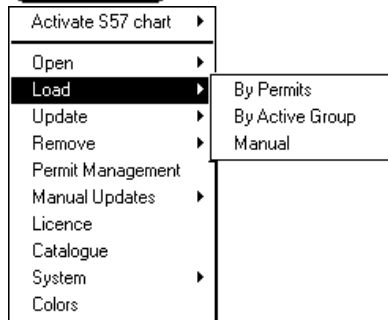 Activate S57 chart
Open
Load
By Permits
Update
By Active Group
Remove
Manual
Permit Management
Manual Updates
Licence
Catalogue
System
Colors